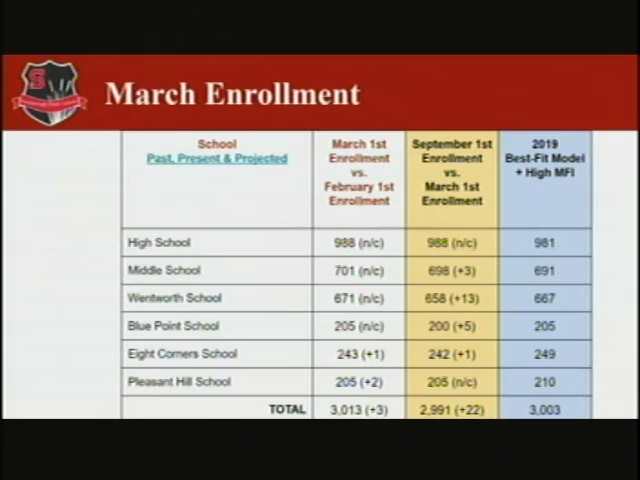 S
March Enrollment
School
Past, Present & Projected
March 1st
Enrollment
vs.
February 1st
Enrollment
September 1st
Enrollment
vs.
March 1st
Enrollment
2019
Best-Fit Model
+ High MFI
High School 988 (n/c) 988 (n/c) 981
Middle School 701 (n/c) 698 (+3) 691
Wentworth School 671 (n/c) 658 (+13) 667
Blue Point School 205 (n/c) 200 (+5) 205
Eight Corners School 243 (+1) 242 (+1) 249
Pleasant Hill School 205 (+2) 205 (n/c) 210
TOTAL 3,013 (+3) 2,991 (+22) 3,003